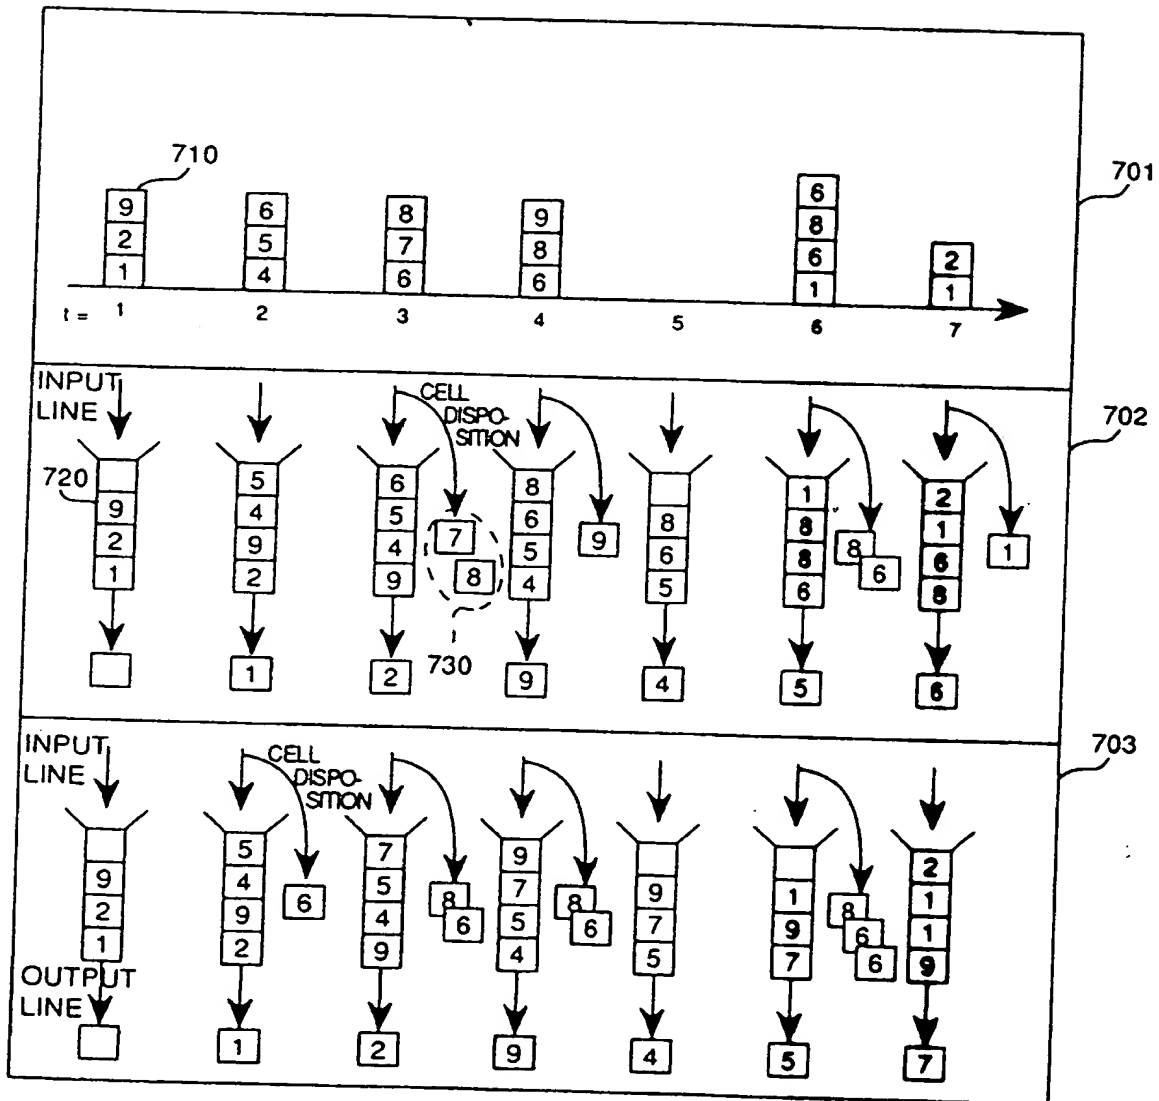 710
701
9 6 8 9 6
2 5 7 8 8
1 4 6 6 6
1 2
1
t = 1 2 3 4 5 6 7
INPUT
LINE
CELL
DISPO-
SITION
702
720
5 6 8 1 2
9 4 5 6 8 8 1
2 9 4 5 6 8 6
1 2 9 4 5 6 8
7 9 8 1
8 6
730
1 2 9 4 5 6
INPUT
LINE
CELL
DISPO-
SITION
703
5 7 9 2
9 4 5 7 9 1 1
2 9 4 5 7 9 1
1 2 9 4 5 7 9
6 8 8 8
6 6 6
6
OUTPUT
LINE
1 2 9 4 5 7